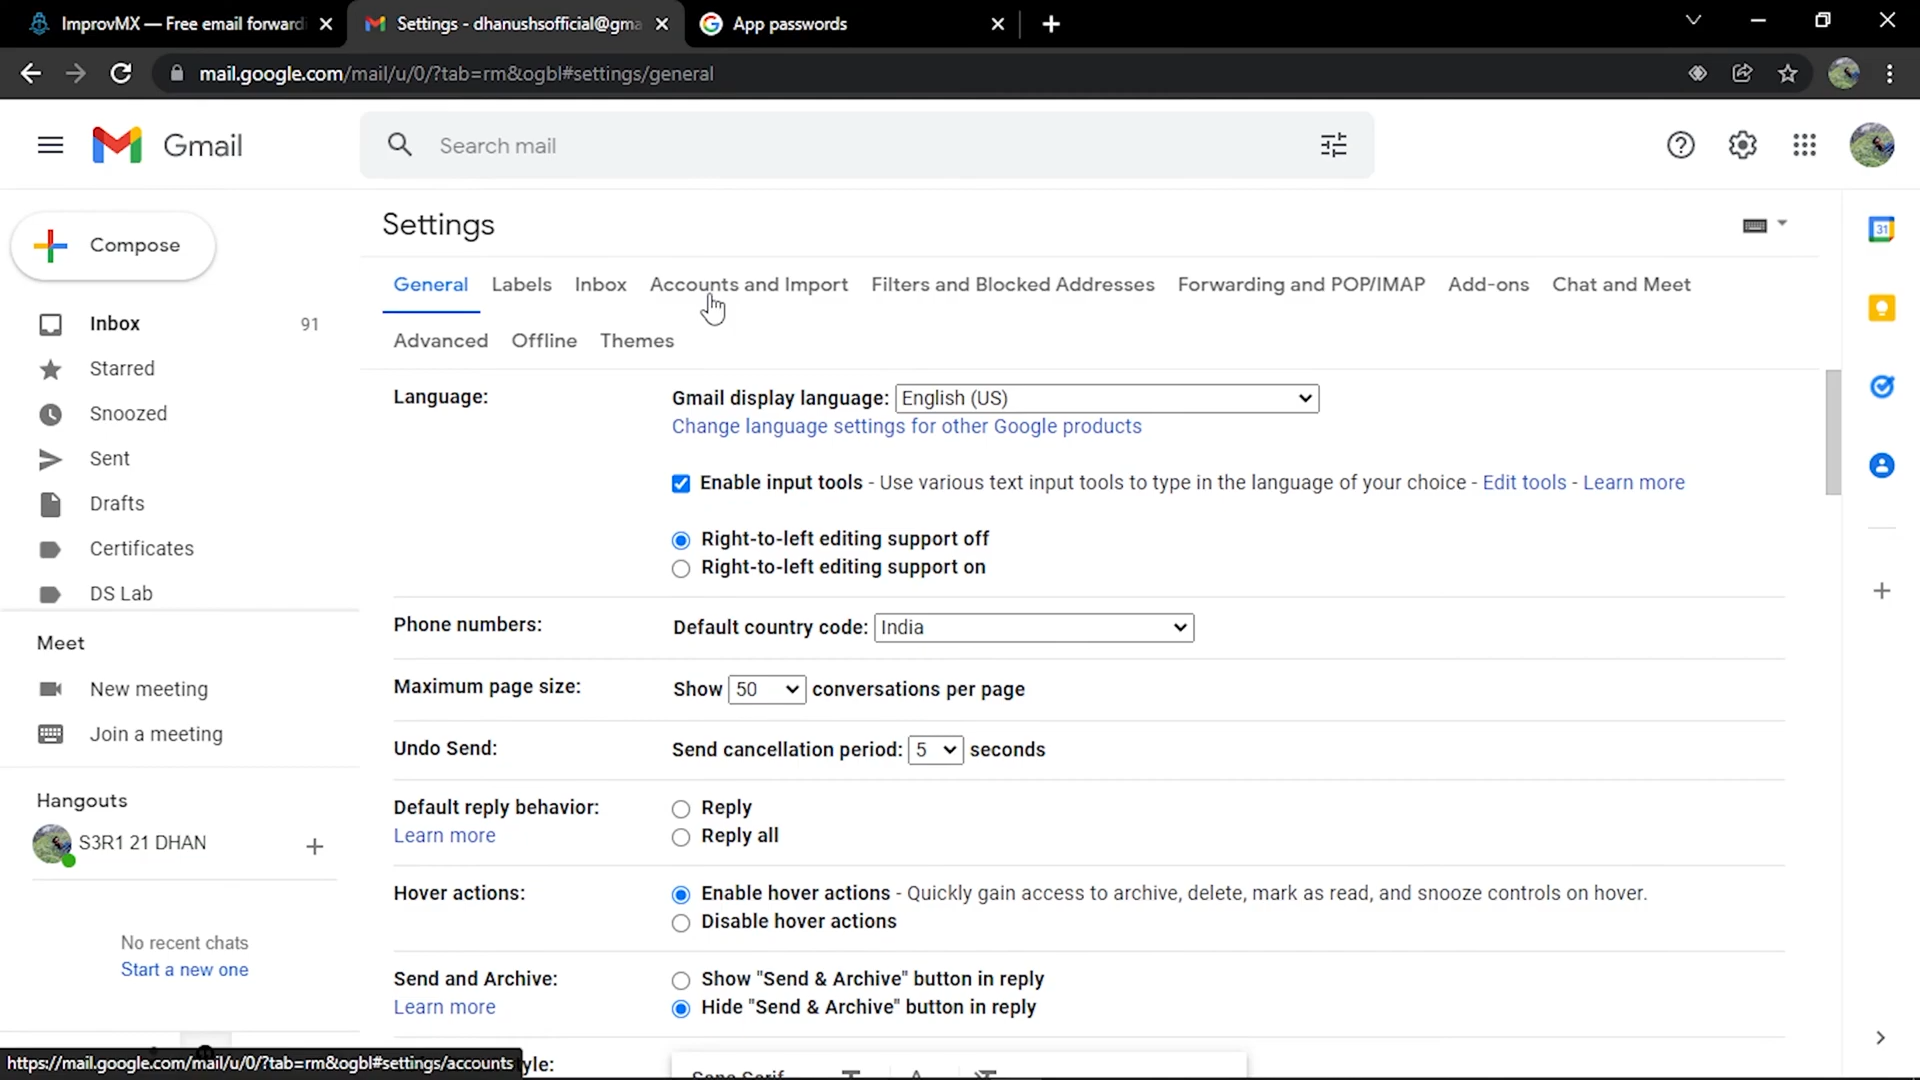 ImprovMX — Free email forwardi
Settings - dhanushsofficial@gma
App passwords
mail.google.com/mail/u/0/?tab=rm&ogbl#settings/general
Gmail
Search mail
Compose
Settings
31
General Labels Inbox Accounts and Import Filters and Blocked Addresses Forwarding and POP/IMAP Add-ons Chat and Meet
Advanced Offline Themes
Inbox 91
Starred
Snoozed
Sent
Drafts
Certificates
DS Lab
Meet
New meeting
Join a meeting
Hangouts
S3R1 21 DHAN
No recent chats
Start a new one
Language:
Gmail display language: English (US)
Change language settings for other Google products
Enable input tools - Use various text input tools to type in the language of your choice - Edit tools - Learn more
Right-to-left editing support off
Right-to-left editing support on
Phone numbers:
Default country code: India
Maximum page size:
Show 50 conversations per page
Undo Send:
Send cancellation period: 5 seconds
Default reply behavior:
Learn more
Reply
Reply all
Hover actions:
Enable hover actions - Quickly gain access to archive, delete, mark as read, and snooze controls on hover.
Disable hover actions
Send and Archive:
Learn more
Show "Send & Archive" button in reply
Hide "Send & Archive" button in reply
yle:
Sans Serif
https://mail.google.com/mail/u/0/?tab=rm&ogbl#settings/accounts